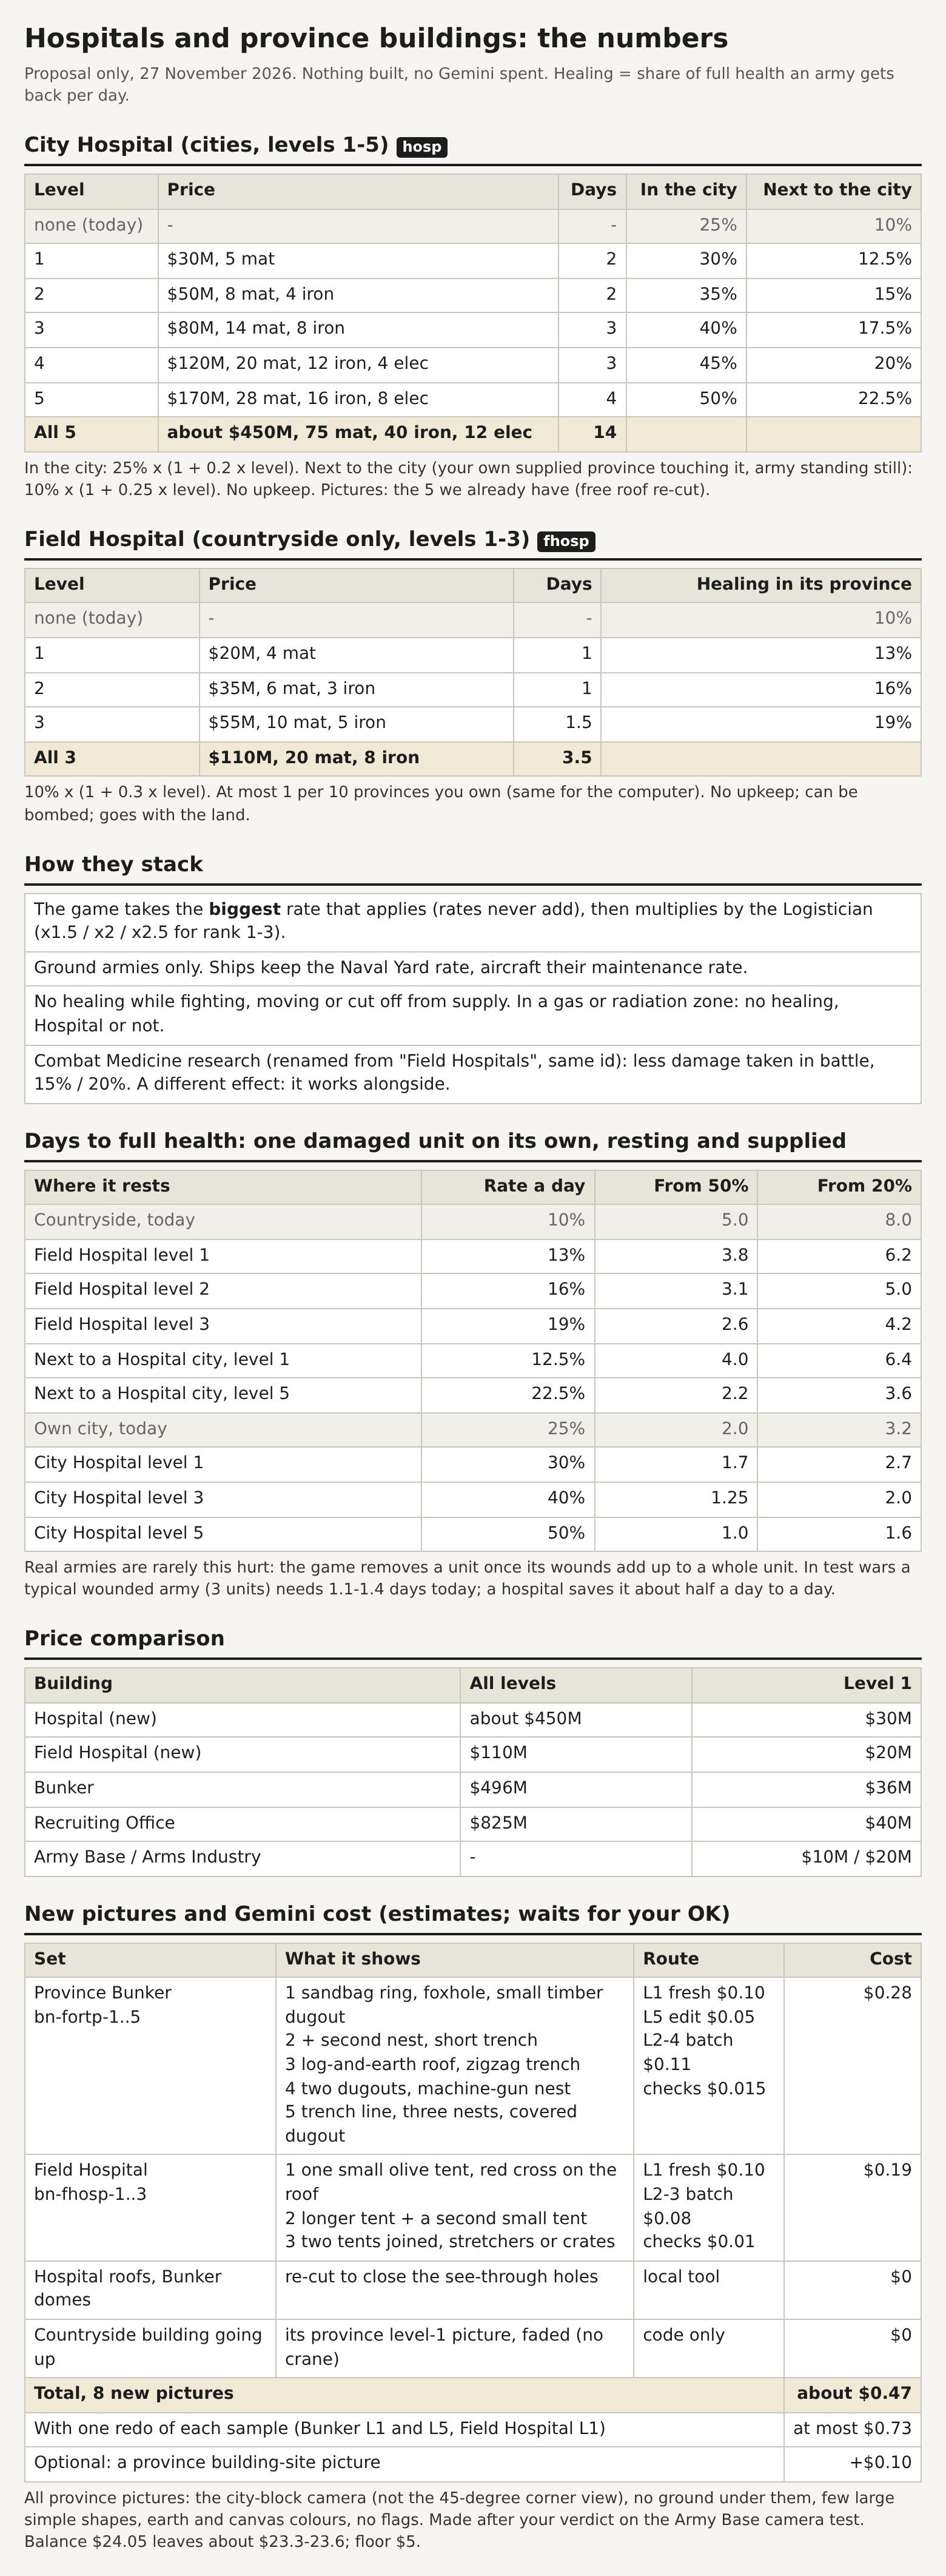 Hospitals and province buildings: the numbers
Proposal only, 27 November 2026. Nothing built, no Gemini spent. Healing = share of full health an army gets
back per day.
City Hospital (cities, levels 1-5) hosp
Level Price Days In the city Next to the city
none (today) - - 25% 10%
1 $30M, 5 mat 2 30% 12.5%
2 $50M, 8 mat, 4 iron 2 35% 15%
3 $80M, 14 mat, 8 iron 3 40% 17.5%
4 $120M, 20 mat, 12 iron, 4 elec 3 45% 20%
5 $170M, 28 mat, 16 iron, 8 elec 4 50% 22.5%
All 5 about $450M, 75 mat, 40 iron, 12 elec 14
In the city: 25% x (1 + 0.2 x level). Next to the city (your own supplied province touching it, army standing still):
10% x (1 + 0.25 x level). No upkeep. Pictures: the 5 we already have (free roof re-cut).
Field Hospital (countryside only, levels 1-3) fhosp
Level Price Days Healing in its province
none (today) - - 10%
1 $20M, 4 mat 1 13%
2 $35M, 6 mat, 3 iron 1 16%
3 $55M, 10 mat, 5 iron 1.5 19%
All 3 $110M, 20 mat, 8 iron 3.5
10% x (1 + 0.3 x level). At most 1 per 10 provinces you own (same for the computer). No upkeep; can be
bombed; goes with the land.
How they stack
The game takes the biggest rate that applies (rates never add), then multiplies by the Logistician
(x1.5 / x2 / x2.5 for rank 1-3).
Ground armies only. Ships keep the Naval Yard rate, aircraft their maintenance rate.
No healing while fighting, moving or cut off from supply. In a gas or radiation zone: no healing,
Hospital or not.
Combat Medicine research (renamed from "Field Hospitals", same id): less damage taken in battle,
15% / 20%. A different effect: it works alongside.
Days to full health: one damaged unit on its own, resting and supplied
Where it rests Rate a day From 50% From 20%
Countryside, today 10% 5.0 8.0
Field Hospital level 1 13% 3.8 6.2
Field Hospital level 2 16% 3.1 5.0
Field Hospital level 3 19% 2.6 4.2
Next to a Hospital city, level 1 12.5% 4.0 6.4
Next to a Hospital city, level 5 22.5% 2.2 3.6
Own city, today 25% 2.0 3.2
City Hospital level 1 30% 1.7 2.7
City Hospital level 3 40% 1.25 2.0
City Hospital level 5 50% 1.0 1.6
Real armies are rarely this hurt: the game removes a unit once its wounds add up to a whole unit. In test wars a
typical wounded army (3 units) needs 1.1-1.4 days today; a hospital saves it about half a day to a day.
Price comparison
Building All levels Level 1
Hospital (new) about $450M $30M
Field Hospital (new) $110M $20M
Bunker $496M $36M
Recruiting Office $825M $40M
Army Base / Arms Industry - $10M / $20M
New pictures and Gemini cost (estimates; waits for your OK)
Set What it shows Route Cost
Province Bunker 1 sandbag ring, foxhole, small timber L1 fresh $0.10 $0.28
bn-fortp-1..5 dugout L5 edit $0.05
2 + second nest, short trench L2-4 batch
3 log-and-earth roof, zigzag trench $0.11
4 two dugouts, machine-gun nest checks $0.015
5 trench line, three nests, covered
dugout
Field Hospital 1 one small olive tent, red cross on the L1 fresh $0.10 $0.19
bn-fhosp-1..3 roof L2-3 batch
2 longer tent + a second small tent $0.08
3 two tents joined, stretchers or crates checks $0.01
Hospital roofs, Bunker re-cut to close the see-through holes local tool $0
domes
Countryside building going its province level-1 picture, faded (no code only $0
up crane)
Total, 8 new pictures about $0.47
With one redo of each sample (Bunker L1 and L5, Field Hospital L1) at most $0.73
Optional: a province building-site picture +$0.10
All province pictures: the city-block camera (not the 45-degree corner view), no ground under them, few large
simple shapes, earth and canvas colours, no flags. Made after your verdict on the Army Base camera test.
Balance $24.05 leaves about $23.3-23.6; floor $5.